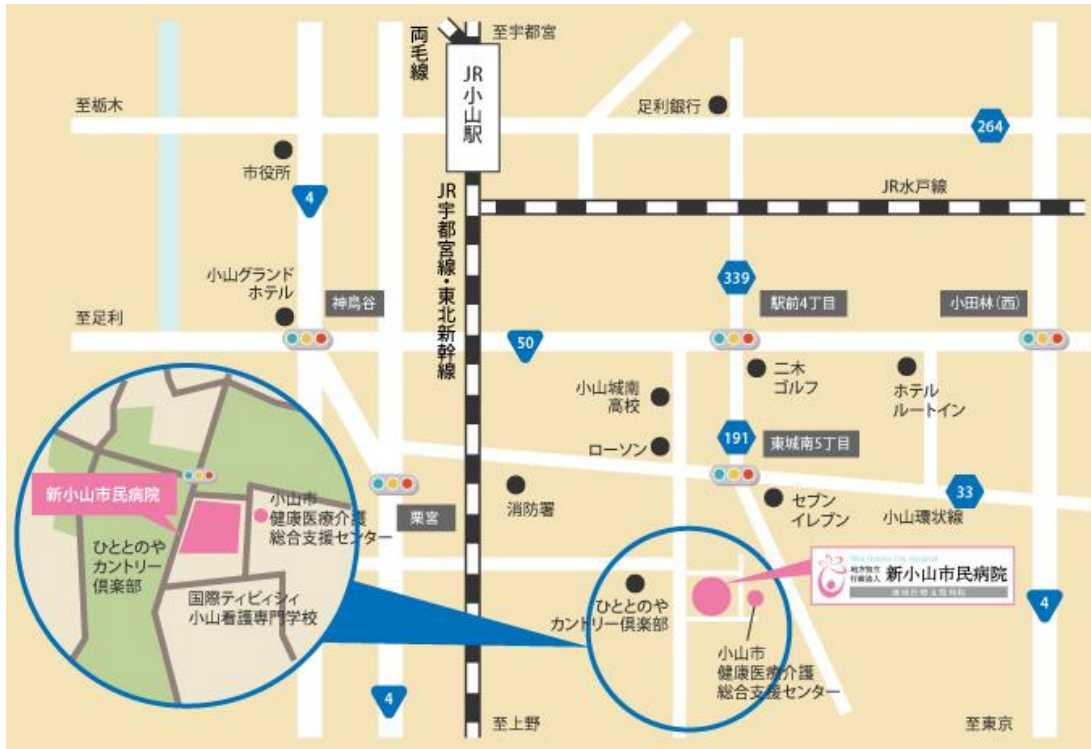 両毛線
至宇都宮
JR小山駅
至栃木
足利銀行
264
市役所
4
JR水戸線
JR宇都宮線・東北新幹線
小山グランド
ホテル
神鳥谷
339
駅前4丁目
小田林(西)
至足利
50
二木
ゴルフ
ホテル
ルートイン
小山城南
高校
ローソン
191
東城南5丁目
新小山市民病院
小山市
健康医療介護
総合支援センター
栗宮
消防署
セブン
イレブン
33
小山環状線
ひととのや
カントリー
倶楽部
国際ティビィシィ
小山看護専門学校
地方独立
行政法人
新小山市民病院
ひととのや
カントリー倶楽部
4
小山市
健康医療介護
総合支援センター
4
至上野
至東京